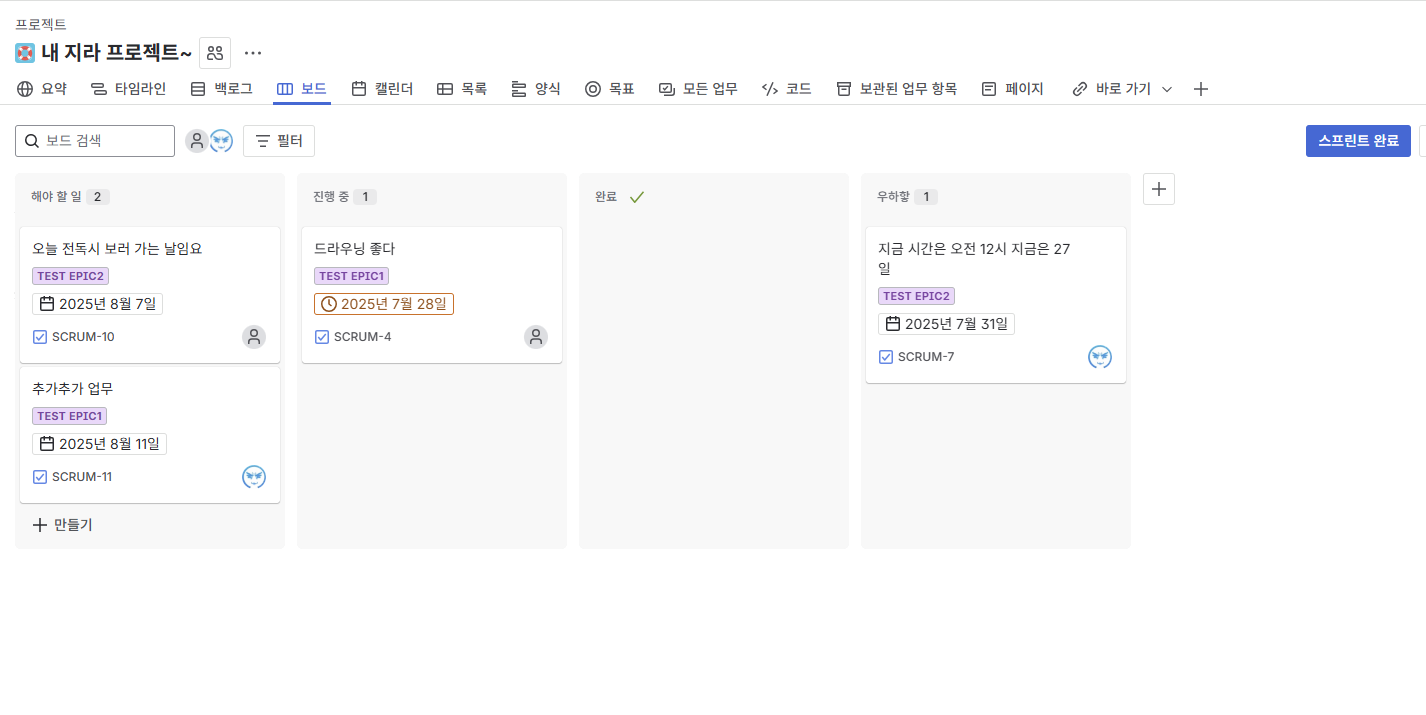 프로젝트
내 지라 프로젝트~
요약 타임라인 백로그 보드 캘린더 목록 양식 목표 모든 업무 코드 보관된 업무 항목 페이지 바로 가기
보드 검색 필터 스프린트 완료
해야 할 일 2
오늘 전독시 보러 가는 날임요
TEST EPIC2
2025년 8월 7일
SCRUM-10
추가추가 업무
TEST EPIC1
2025년 8월 11일
SCRUM-11
만들기
진행 중 1
드라우닝 좋다
TEST EPIC1
2025년 7월 28일
SCRUM-4
완료
우하핳 1
지금 시간은 오전 12시 지금은 27
일
TEST EPIC2
2025년 7월 31일
SCRUM-7